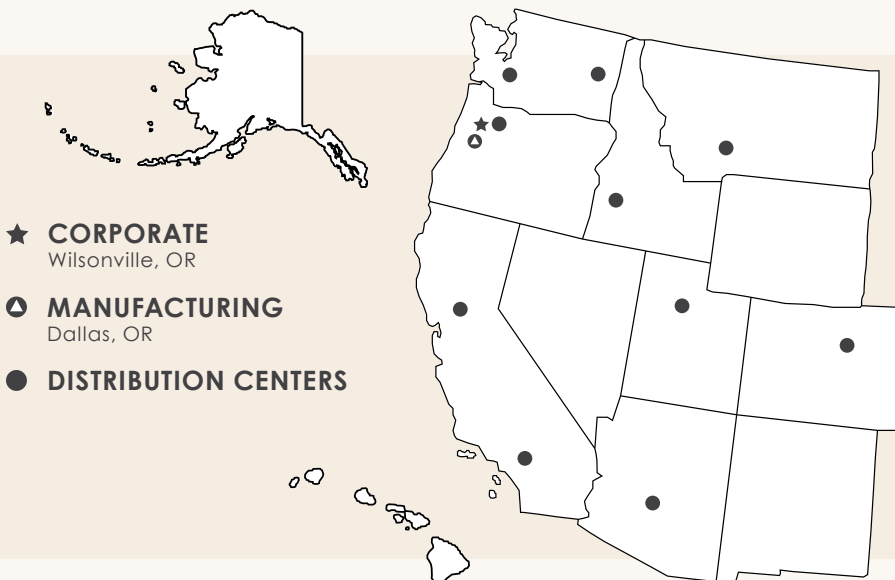 CORPORATE
Wilsonville, OR
MANUFACTURING
Dallas, OR
DISTRIBUTION CENTERS